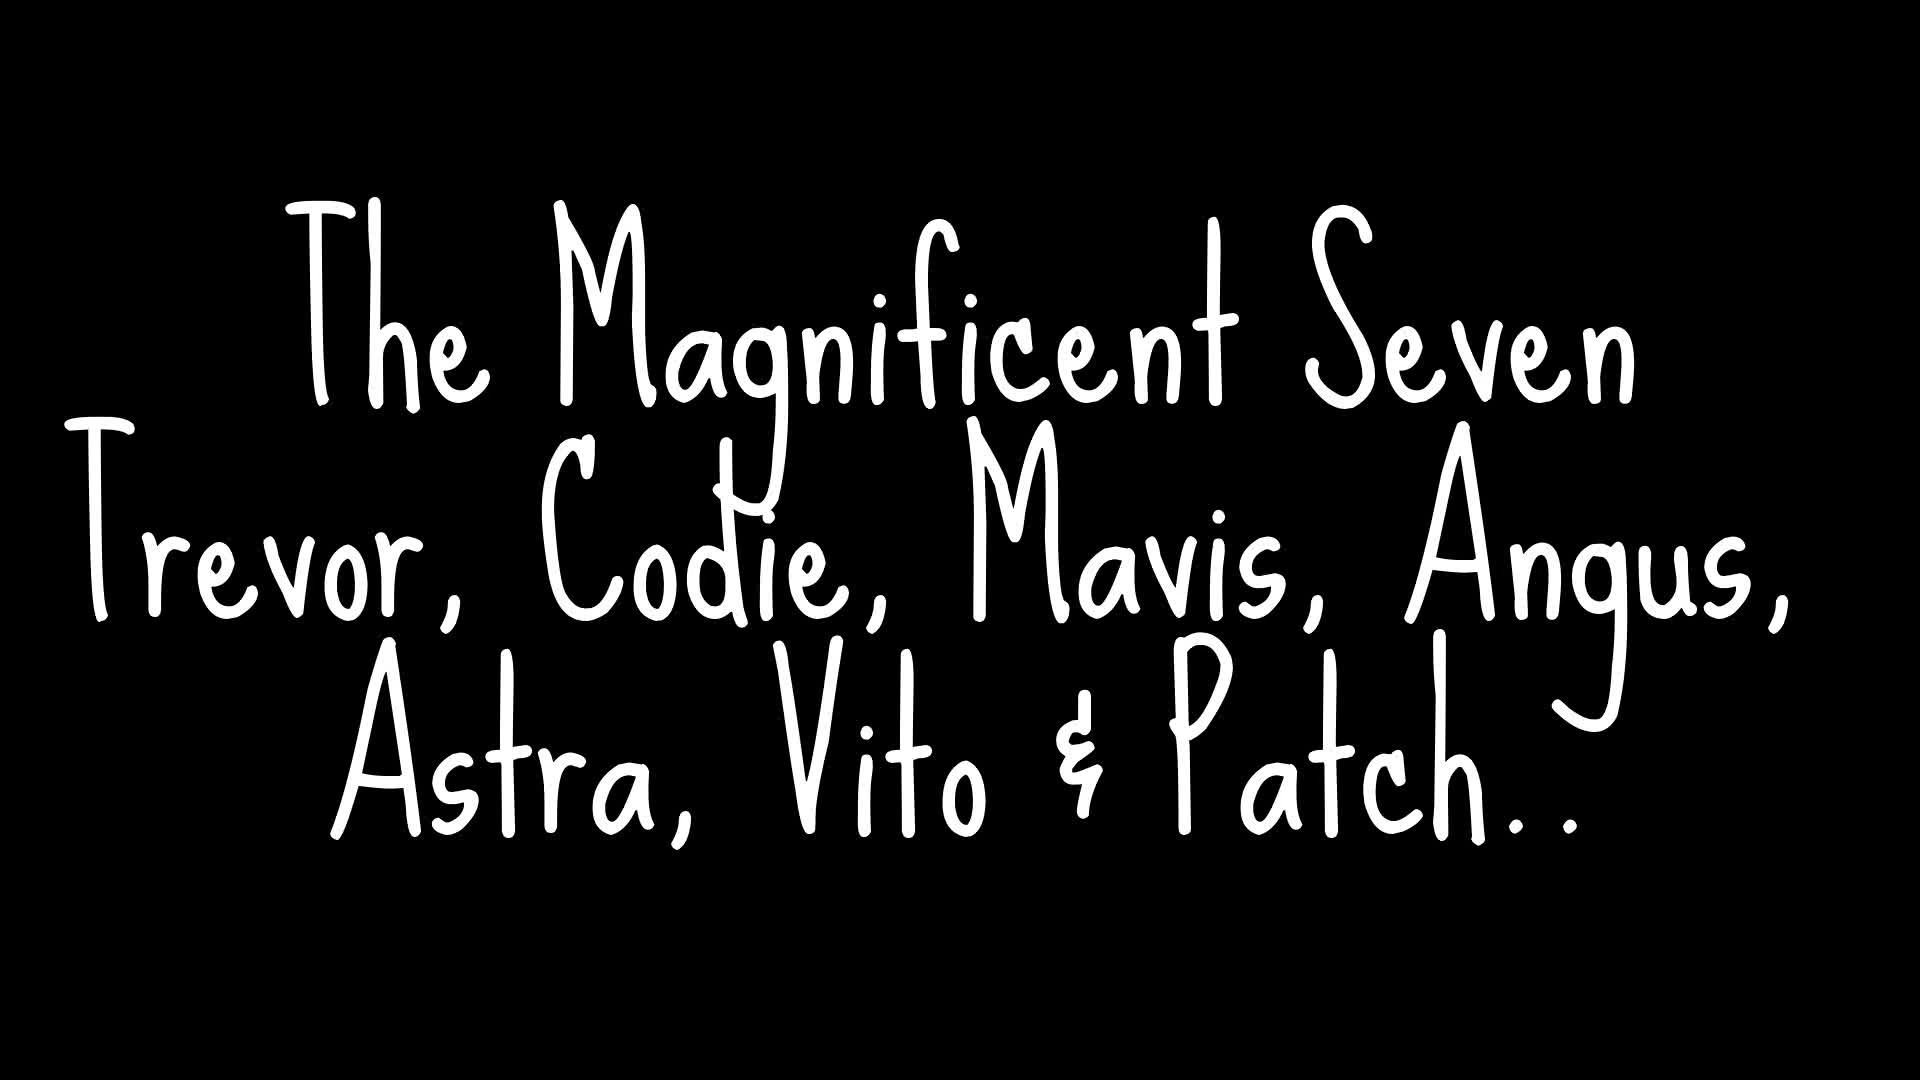 The Magnificent Seven
Trevor, Codie, Mavis, Angus,
Astra, Vito & Patch..